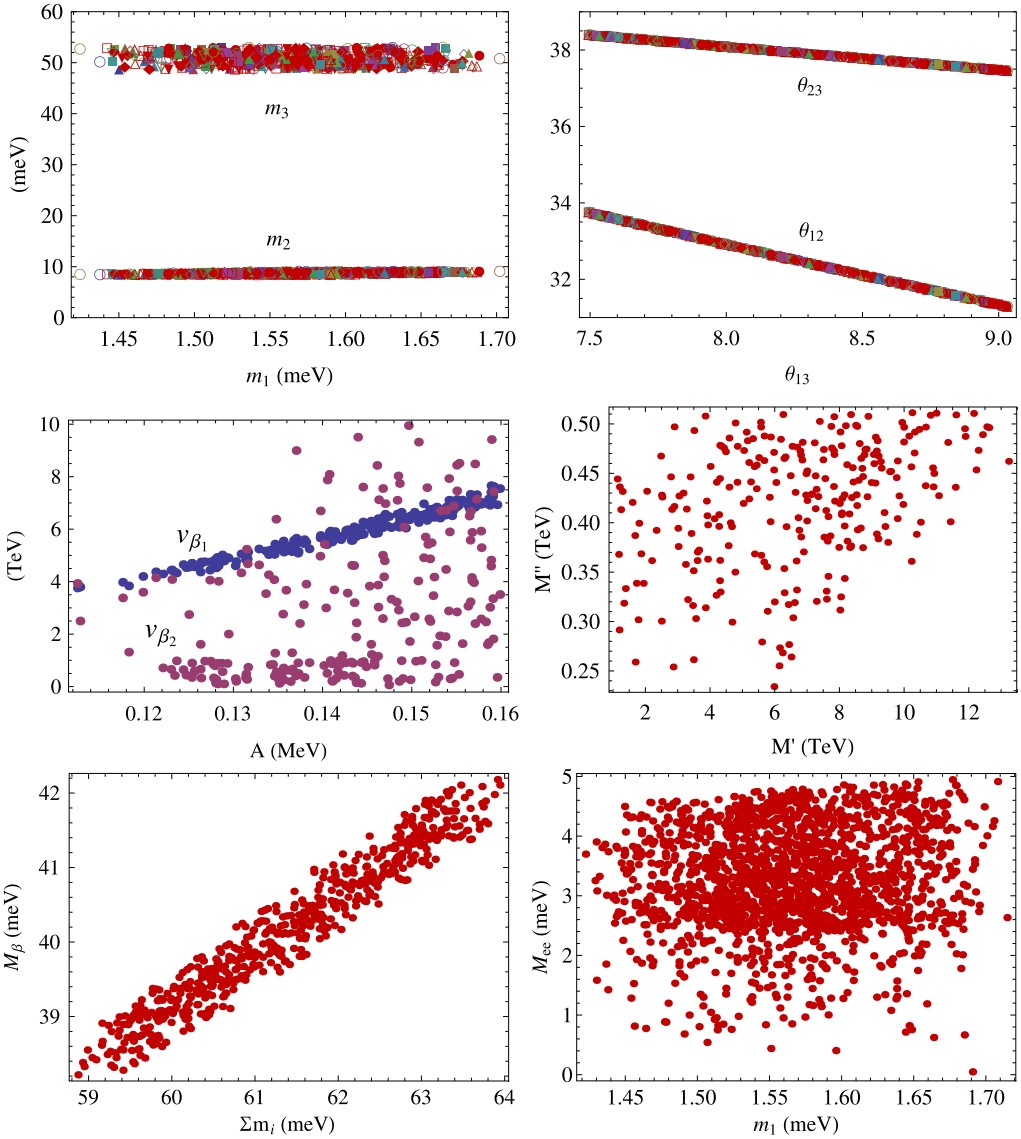 60
50
40
30
20
10
0
(meV)
m3
m2
1.45 1.50 1.55 1.60 1.65 1.70
m1 (meV)
38
36
34
32
θ23
θ12
7.5 8.0 8.5 9.0
θ13
10
8
6
4
2
0
(TeV)
vβ1
vβ2
0.12 0.13 0.14 0.15 0.16
A (MeV)
0.50
0.45
0.40
0.35
0.30
0.25
M" (TeV)
2 4 6 8 10 12
M' (TeV)
42
41
40
39
Mβ (meV)
59 60 61 62 63 64
Σmi (meV)
5
4
3
2
1
0
Mee (meV)
1.45 1.50 1.55 1.60 1.65 1.70
m1 (meV)